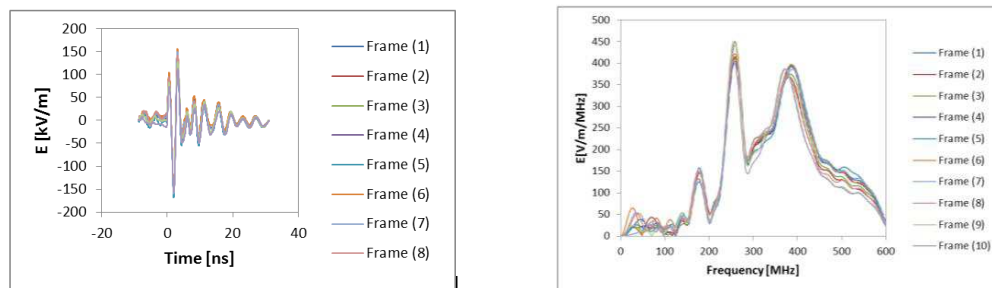 E [kV/m]
200
150
100
50
0
-50
-100
-150
-200
-20
0
20
40
Time [ns]
Frame (1)
Frame (2)
Frame (3)
Frame (4)
Frame (5)
Frame (6)
Frame (7)
Frame (8)
E[V/m/MHz]
500
450
400
350
300
250
200
150
100
50
0
0
100
200
300
400
500
600
Frequency [MHz]
Frame (1)
Frame (2)
Frame (3)
Frame (4)
Frame (5)
Frame (6)
Frame (7)
Frame (8)
Frame (9)
Frame (10)